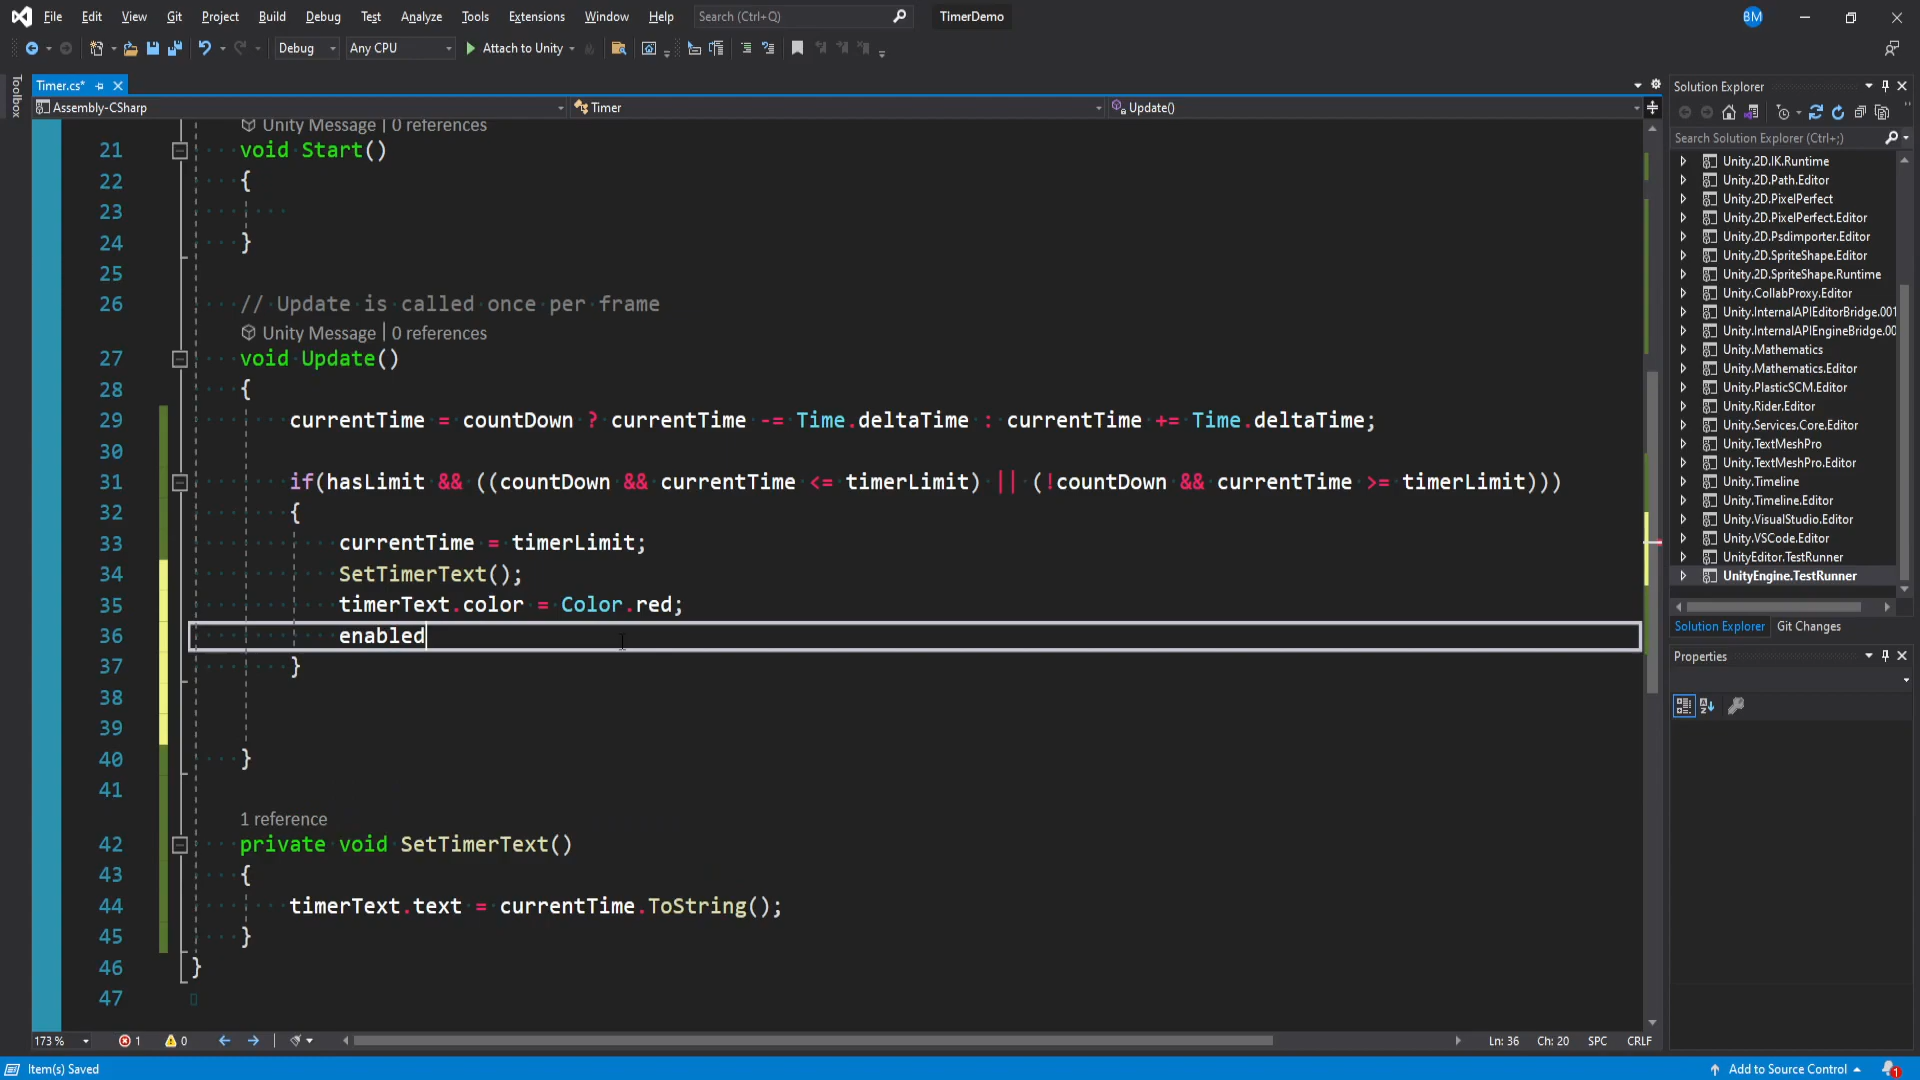 File Edit View Git Project Build Debug Test Analyze Tools Extensions Window Help Search (Ctrl+Q) TimerDemo BM
Debug Any CPU Attach to Unity
Toolbox
Timer.cs*
Assembly-CSharp Timer Update()
Unity Message | 0 references
21 void Start()
22 {
23
24 }
25
26 // Update is called once per frame
Unity Message | 0 references
27 void Update()
28 {
29 currentTime = countDown ? currentTime -= Time.deltaTime : currentTime += Time.deltaTime;
30
31 if(hasLimit && ((countDown && currentTime <= timerLimit) || (!countDown && currentTime >= timerLimit)))
32 {
33 currentTime = timerLimit;
34 SetTimerText();
35 timerText.color = Color.red;
36 enabled
37 }
38
39
40 }
41
1 reference
42 private void SetTimerText()
43 {
44 timerText.text = currentTime.ToString();
45 }
46 }
47
173 % 1 0 Ln: 36 Ch: 20 SPC CRLF
Item(s) Saved Add to Source Control 1
Solution Explorer
Search Solution Explorer (Ctrl+;)
Unity.2D.IK.Runtime
Unity.2D.Path.Editor
Unity.2D.PixelPerfect
Unity.2D.PixelPerfect.Editor
Unity.2D.Psdimporter.Editor
Unity.2D.SpriteShape.Editor
Unity.2D.SpriteShape.Runtime
Unity.CollabProxy.Editor
Unity.InternalAPIEditorBridge.001
Unity.InternalAPIEngineBridge.00
Unity.Mathematics
Unity.Mathematics.Editor
Unity.PlasticSCM.Editor
Unity.Rider.Editor
Unity.Services.Core.Editor
Unity.TextMeshPro
Unity.TextMeshPro.Editor
Unity.Timeline
Unity.Timeline.Editor
Unity.VisualStudio.Editor
Unity.VSCode.Editor
UnityEditor.TestRunner
UnityEngine.TestRunner
Solution Explorer Git Changes
Properties